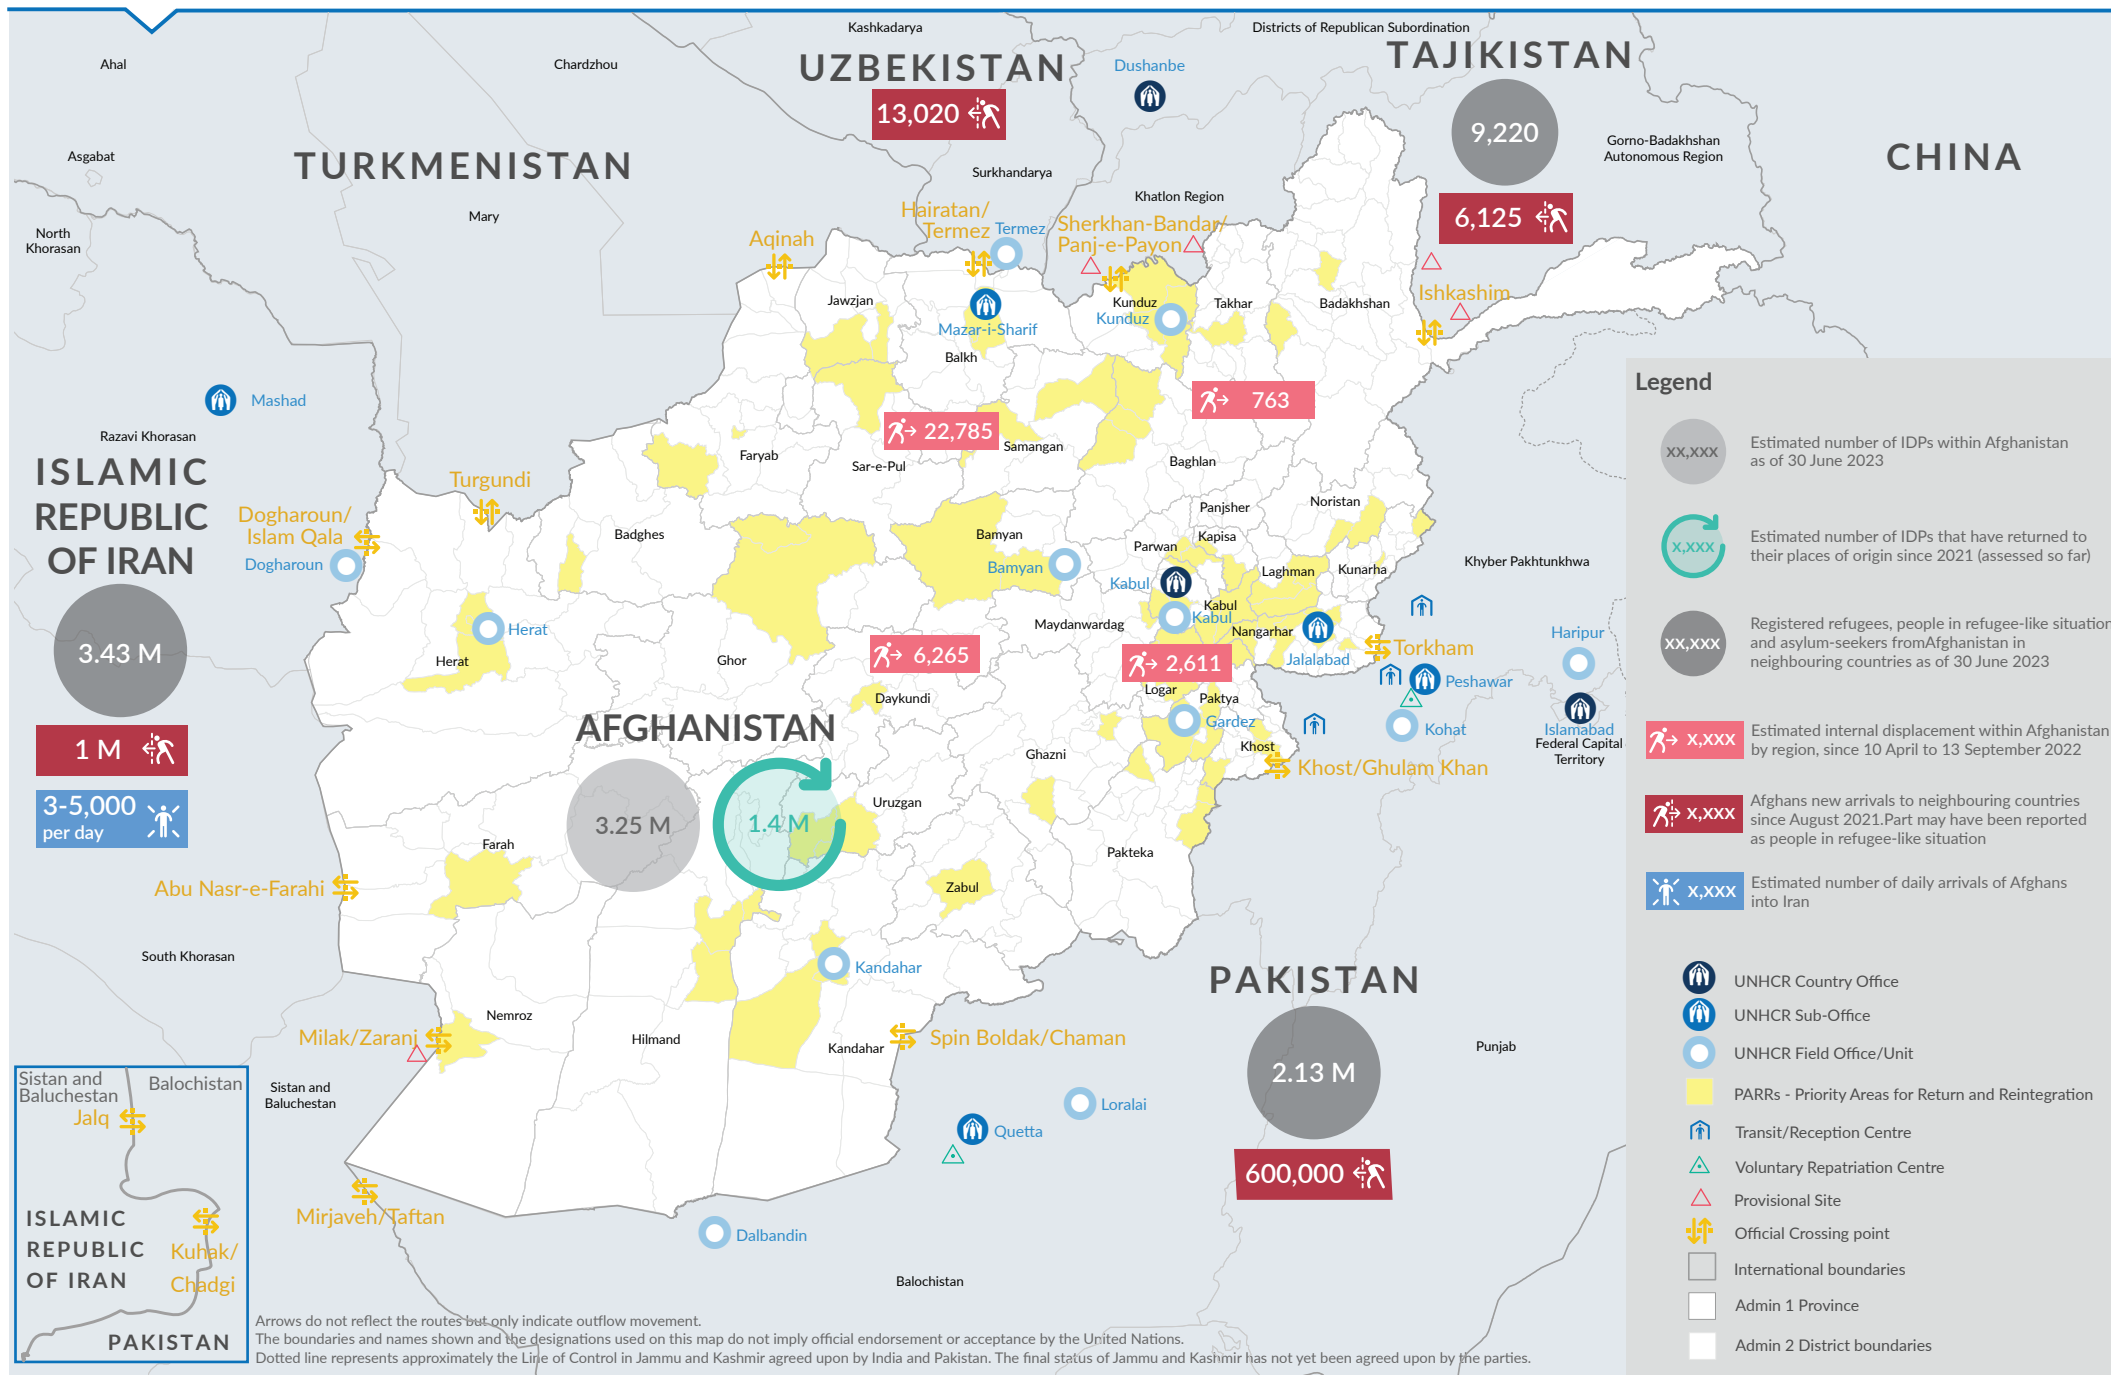 Kashkadarya
Districts of Republican Subordination
Ahal
Chardzhou
UZBEKISTAN
Dushanbe
TAJIKISTAN
13,020
9,220
Asgabat
TURKMENISTAN
Gorno-Badakhshan
Autonomous Region
CHINA
Surkhandarya
Khatlon Region
Mary
North
Khorasan
Hairatan/
Termez
Termez
Sherkhan-Bandar/
Panj-e-Payon
6,125
Aqinah
Ishkashim
Jawzjan
Kunduz
Kunduz
Takhar
Badakhshan
Mazar-i-Sharif
Balkh
Mashad
Razavi Khorasan
763
22,785
Samangan
Faryab
Sar-e-Pul
Baghlan
ISLAMIC
REPUBLIC
OF IRAN
3.43 M
1 M
3-5,000
per day
Turgundi
Dogharoun/
Islam Qala
Dogharoun
Badghes
Bamyan
Bamyan
Panjsher
Noristan
Kapisa
Parwan
Laghman
Kunarha
Khyber Pakhtunkhwa
Kabul
Kabul
Kabul
Herat
Herat
Ghor
Maydanwardag
Nangarhar
Jalalabad
Torkham
Haripur
6,265
2,611
Logar
Paktya
Peshawar
Daykundi
Gardez
Kohat
Islamabad
Federal Capital
Territory
AFGHANISTAN
Ghazni
Khost
Khost/Ghulam Khan
3.25 M
1.4 M
Uruzgan
Farah
Pakteka
Abu Nasr-e-Farahi
Zabul
South Khorasan
Kandahar
PAKISTAN
2.13 M
600,000
Nemroz
Milak/Zaranj
Hilmand
Kandahar
Spin Boldak/Chaman
Punjab
Sistan and
Baluchestan
Loralai
Quetta
Mirjaveh/Taftan
Dalbandin
Balochistan
Sistan and
Baluchestan
Balochistan
Jalq
ISLAMIC
REPUBLIC
OF IRAN
Kuhak/
Chadgi
PAKISTAN
Arrows do not reflect the routes but only indicate outflow movement.
The boundaries and names shown and the designations used on this map do not imply official endorsement or acceptance by the United Nations.
Dotted line represents approximately the Line of Control in Jammu and Kashmir agreed upon by India and Pakistan. The final status of Jammu and Kashmir has not yet been agreed upon by the parties.
Legend
XX,XXX
Estimated number of IDPs within Afghanistan
as of 30 June 2023
X,XXX
Estimated number of IDPs that have returned to
their places of origin since 2021 (assessed so far)
XX,XXX
Registered refugees, people in refugee-like situation
and asylum-seekers fromAfghanistan in
neighbouring countries as of 30 June 2023
X,XXX
Estimated internal displacement within Afghanistan
by region, since 10 April to 13 September 2022
X,XXX
Afghans new arrivals to neighbouring countries
since August 2021.Part may have been reported
as people in refugee-like situation
X,XXX
Estimated number of daily arrivals of Afghans
into Iran
UNHCR Country Office
UNHCR Sub-Office
UNHCR Field Office/Unit
PARRs - Priority Areas for Return and Reintegration
Transit/Reception Centre
Voluntary Repatriation Centre
Provisional Site
Official Crossing point
International boundaries
Admin 1 Province
Admin 2 District boundaries